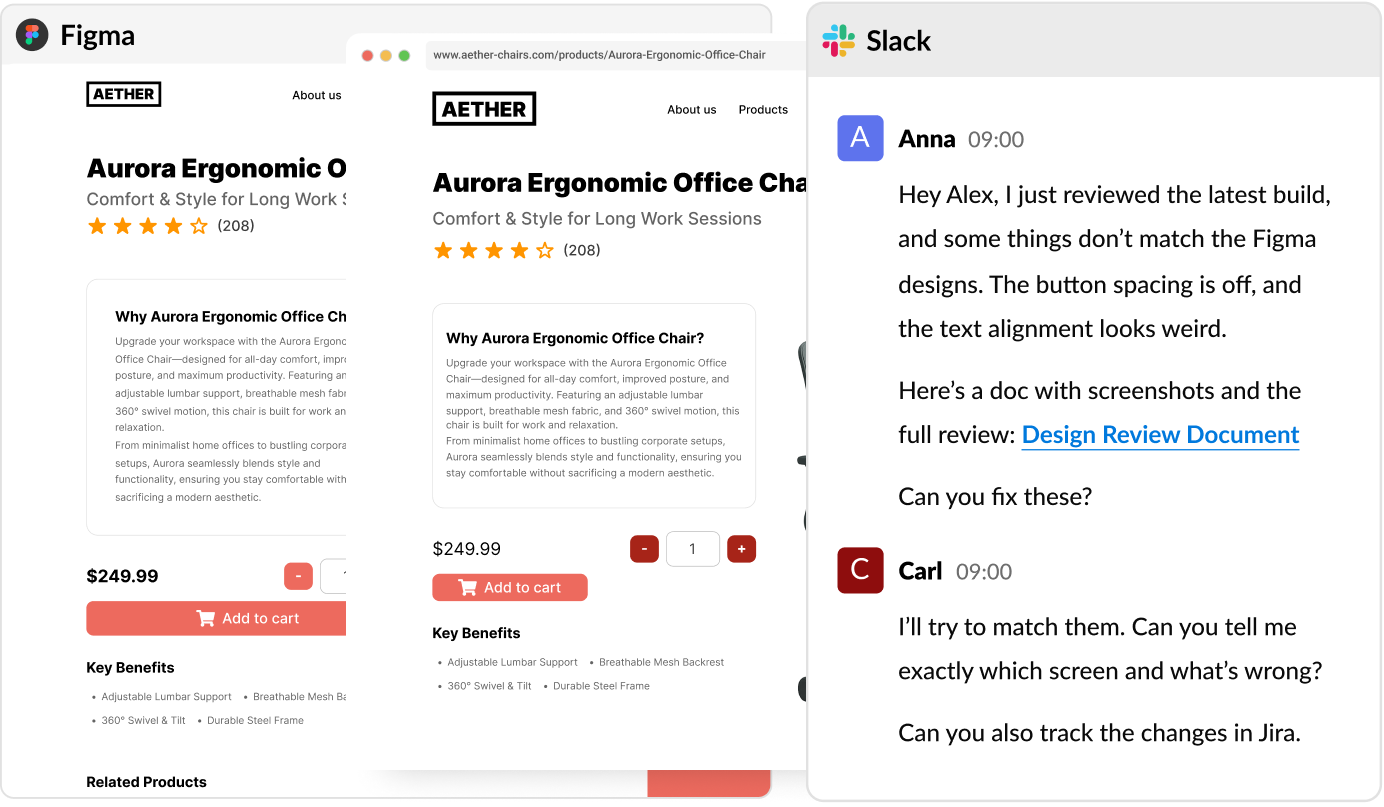 Figma
AETHER
About us
Aurora Ergonomic O
Comfort & Style for Long Work S
(208)
Why Aurora Ergonomic Office Ch
Upgrade your workspace with the Aurora Ergono
Office Chair—designed for all-day comfort, impro
posture, and maximum productivity. Featuring an
adjustable lumbar support, breathable mesh fabr
360° swivel motion, this chair is built for work an
relaxation.
From minimalist home offices to bustling corpora
setups, Aurora seamlessly blends style and
functionality, ensuring you stay comfortable with
sacrificing a modern aesthetic.
$249.99
-
Add to cart
Key Benefits
• Adjustable Lumbar Support • Breathable Mesh Ba
• 360° Swivel & Tilt • Durable Steel Frame
Related Products
www.aether-chairs.com/products/Aurora-Ergonomic-Office-Chair
AETHER
About us Products
Aurora Ergonomic Office Cha
Comfort & Style for Long Work Sessions
(208)
Why Aurora Ergonomic Office Chair?
Upgrade your workspace with the Aurora Ergonomic Office
Chair—designed for all-day comfort, improved posture, and
maximum productivity. Featuring an adjustable lumbar
support, breathable mesh fabric, and 360° swivel motion, this
chair is built for work and relaxation.
From minimalist home offices to bustling corporate setups,
Aurora seamlessly blends style and functionality, ensuring you
stay comfortable without sacrificing a modern aesthetic.
$249.99
- 1 +
Add to cart
Key Benefits
• Adjustable Lumbar Support • Breathable Mesh Backrest
• 360° Swivel & Tilt • Durable Steel Frame
Slack
A Anna 09:00
Hey Alex, I just reviewed the latest build,
and some things don't match the Figma
designs. The button spacing is off, and
the text alignment looks weird.
Here's a doc with screenshots and the
full review: Design Review Document
Can you fix these?
C Carl 09:00
I'll try to match them. Can you tell me
exactly which screen and what's wrong?
Can you also track the changes in Jira.